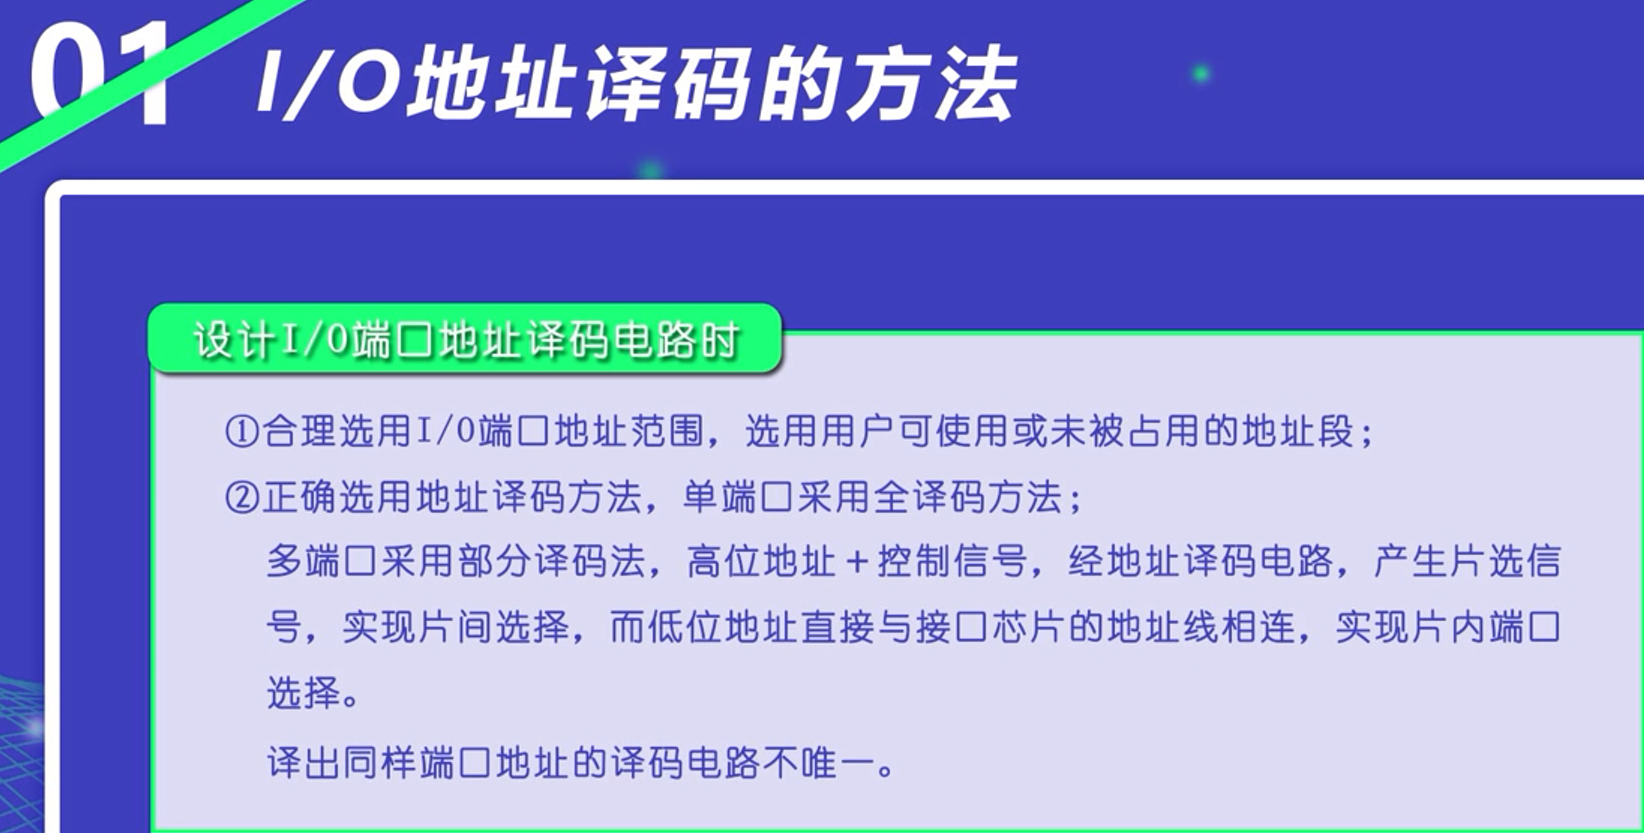 01
I/O地址译码的方法
设计I/O端口地址译码电路时
①合理选用I/O端口地址范围，选用用户可使用或未被占用的地址段；
②正确选用地址译码方法，单端口采用全译码方法；
多端口采用部分译码法，高位地址＋控制信号，经地址译码电路，产生片选信
号，实现片间选择，而低位地址直接与接口芯片的地址线相连，实现片内端口
选择。
译出同样端口地址的译码电路不唯一。